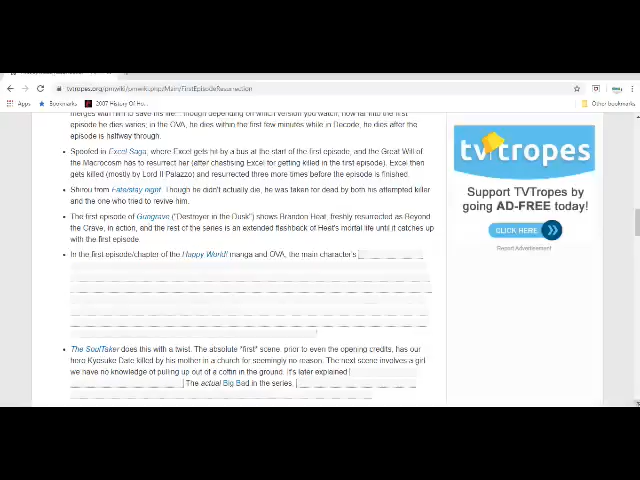 tvtropes.org/pmwiki/pmwiki.php/Main/FirstEpisodeResurrection
Apps Bookmarks 2007 History Of Ho... Other bookmarks
episode he dies varies; in the OVA, he dies within the first few minutes while in Decode, he dies after the
episode is halfway through.
Spoofed in Excel Saga, where Excel gets hit by a bus at the start of the first episode, and the Great Will of
the Macrocosm has to resurrect her (after chastising Excel for getting killed in the first episode). Excel then
gets killed (mostly by Lord Il Palazzo) and resurrected three more times before the episode is finished.
Shirou from Fate/stay night. Though he didn't actually die, he was taken for dead by both his attempted killer
and the one who tried to revive him.
The first episode of Gungrave ("Destroyer in the Dusk") shows Brandon Heat, freshly resurrected as Beyond
the Grave, in action, and the rest of the series is an extended flashback of Heat's mortal life until it catches up
with the first episode.
In the first episode/chapter of the Happy World! manga and OVA, the main character's
The SoulTaker does this with a twist. The absolute *first* scene, prior to even the opening credits, has our
hero Kyosuke Date killed by his mother in a church for seemingly no reason. The next scene involves a girl
we have no knowledge of pulling up out of a coffin in the ground. It's later explained
The actual Big Bad in the series,
tvtropes
Support TVTropes by
going AD-FREE today!
CLICK HERE
Report Advertisement